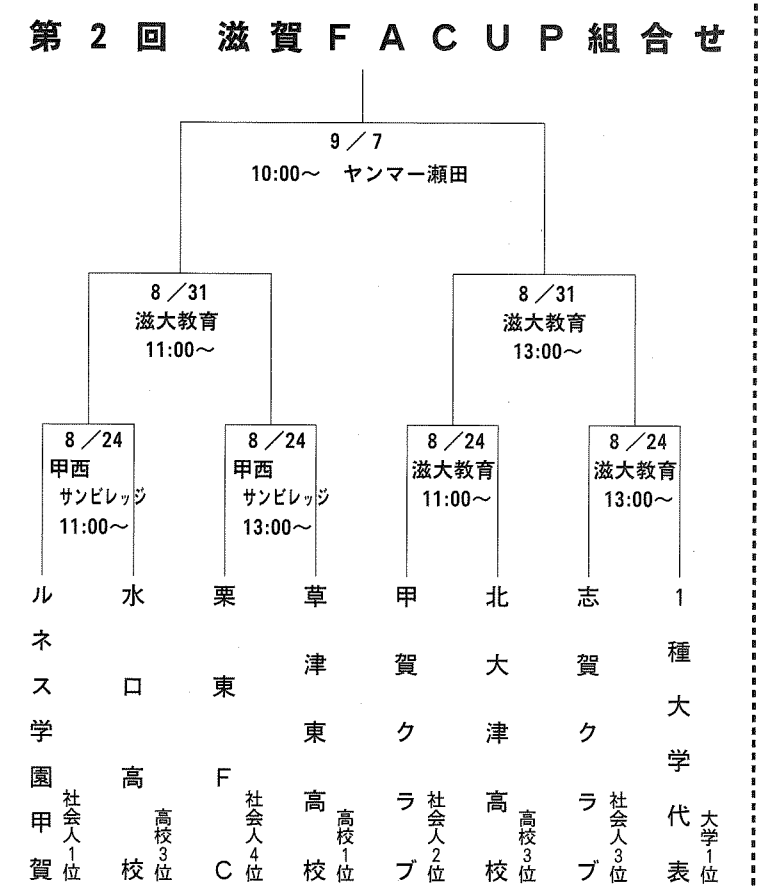 第2回 滋賀FACUP組合せ
9／7
10:00～ ヤンマー瀬田
8／31
滋大教育
11:00～
8／31
滋大教育
13:00～
8／24
甲西
サンビレッジ
11:00～
8／24
甲西
サンビレッジ
13:00～
8／24
滋大教育
11:00～
8／24
滋大教育
13:00～
ルネス学園甲賀
社会人1位
水口高校
高校3位
栗東FC
社会人4位
草津東高校
高校1位
甲賀クラブ
社会人2位
北大津高校
高校3位
志賀クラブ
社会人3位
1種大学代表
大学1位